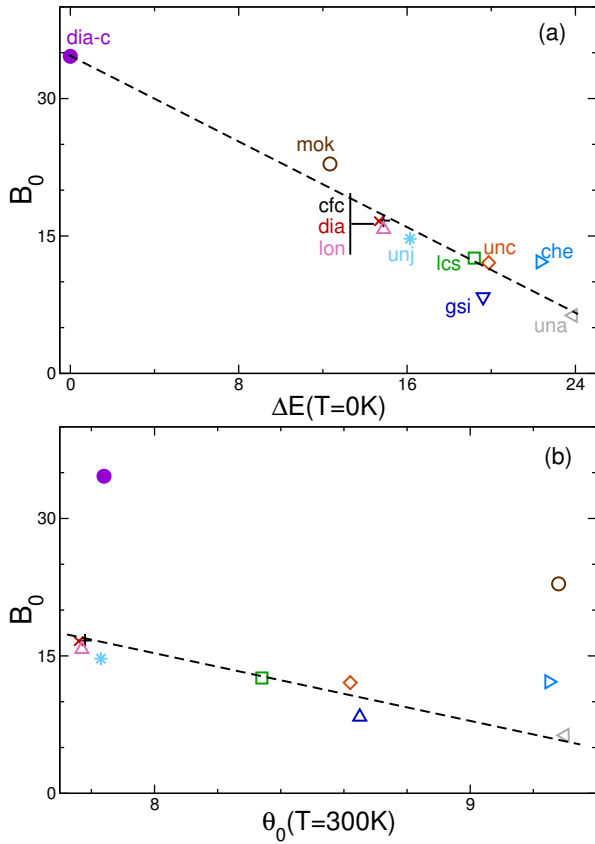 (a)
dia-c
30
mok
B₀
cfc
dia
lon
15
unj
lcs
unc
che
gsi
una
0
0 8 16 24
ΔE(T=0K)
(b)
30
B₀
15
0
8 9
θ₀(T=300K)